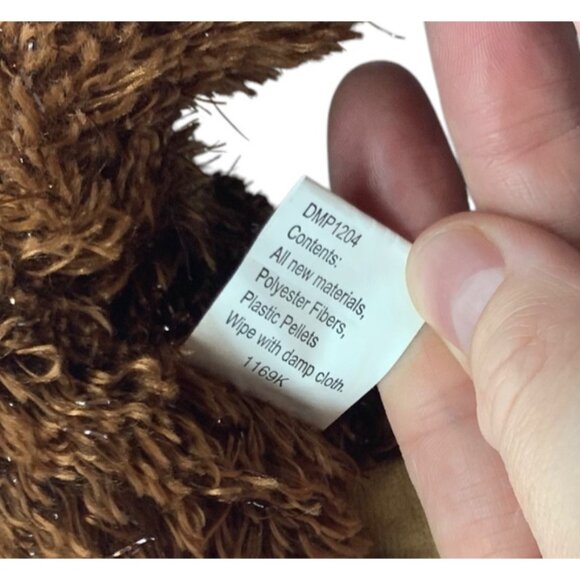 DMP1204
Contents:
All new materials,
Polyester Fibers,
Plastic Pellets
Wipe with damp cloth.
1169K